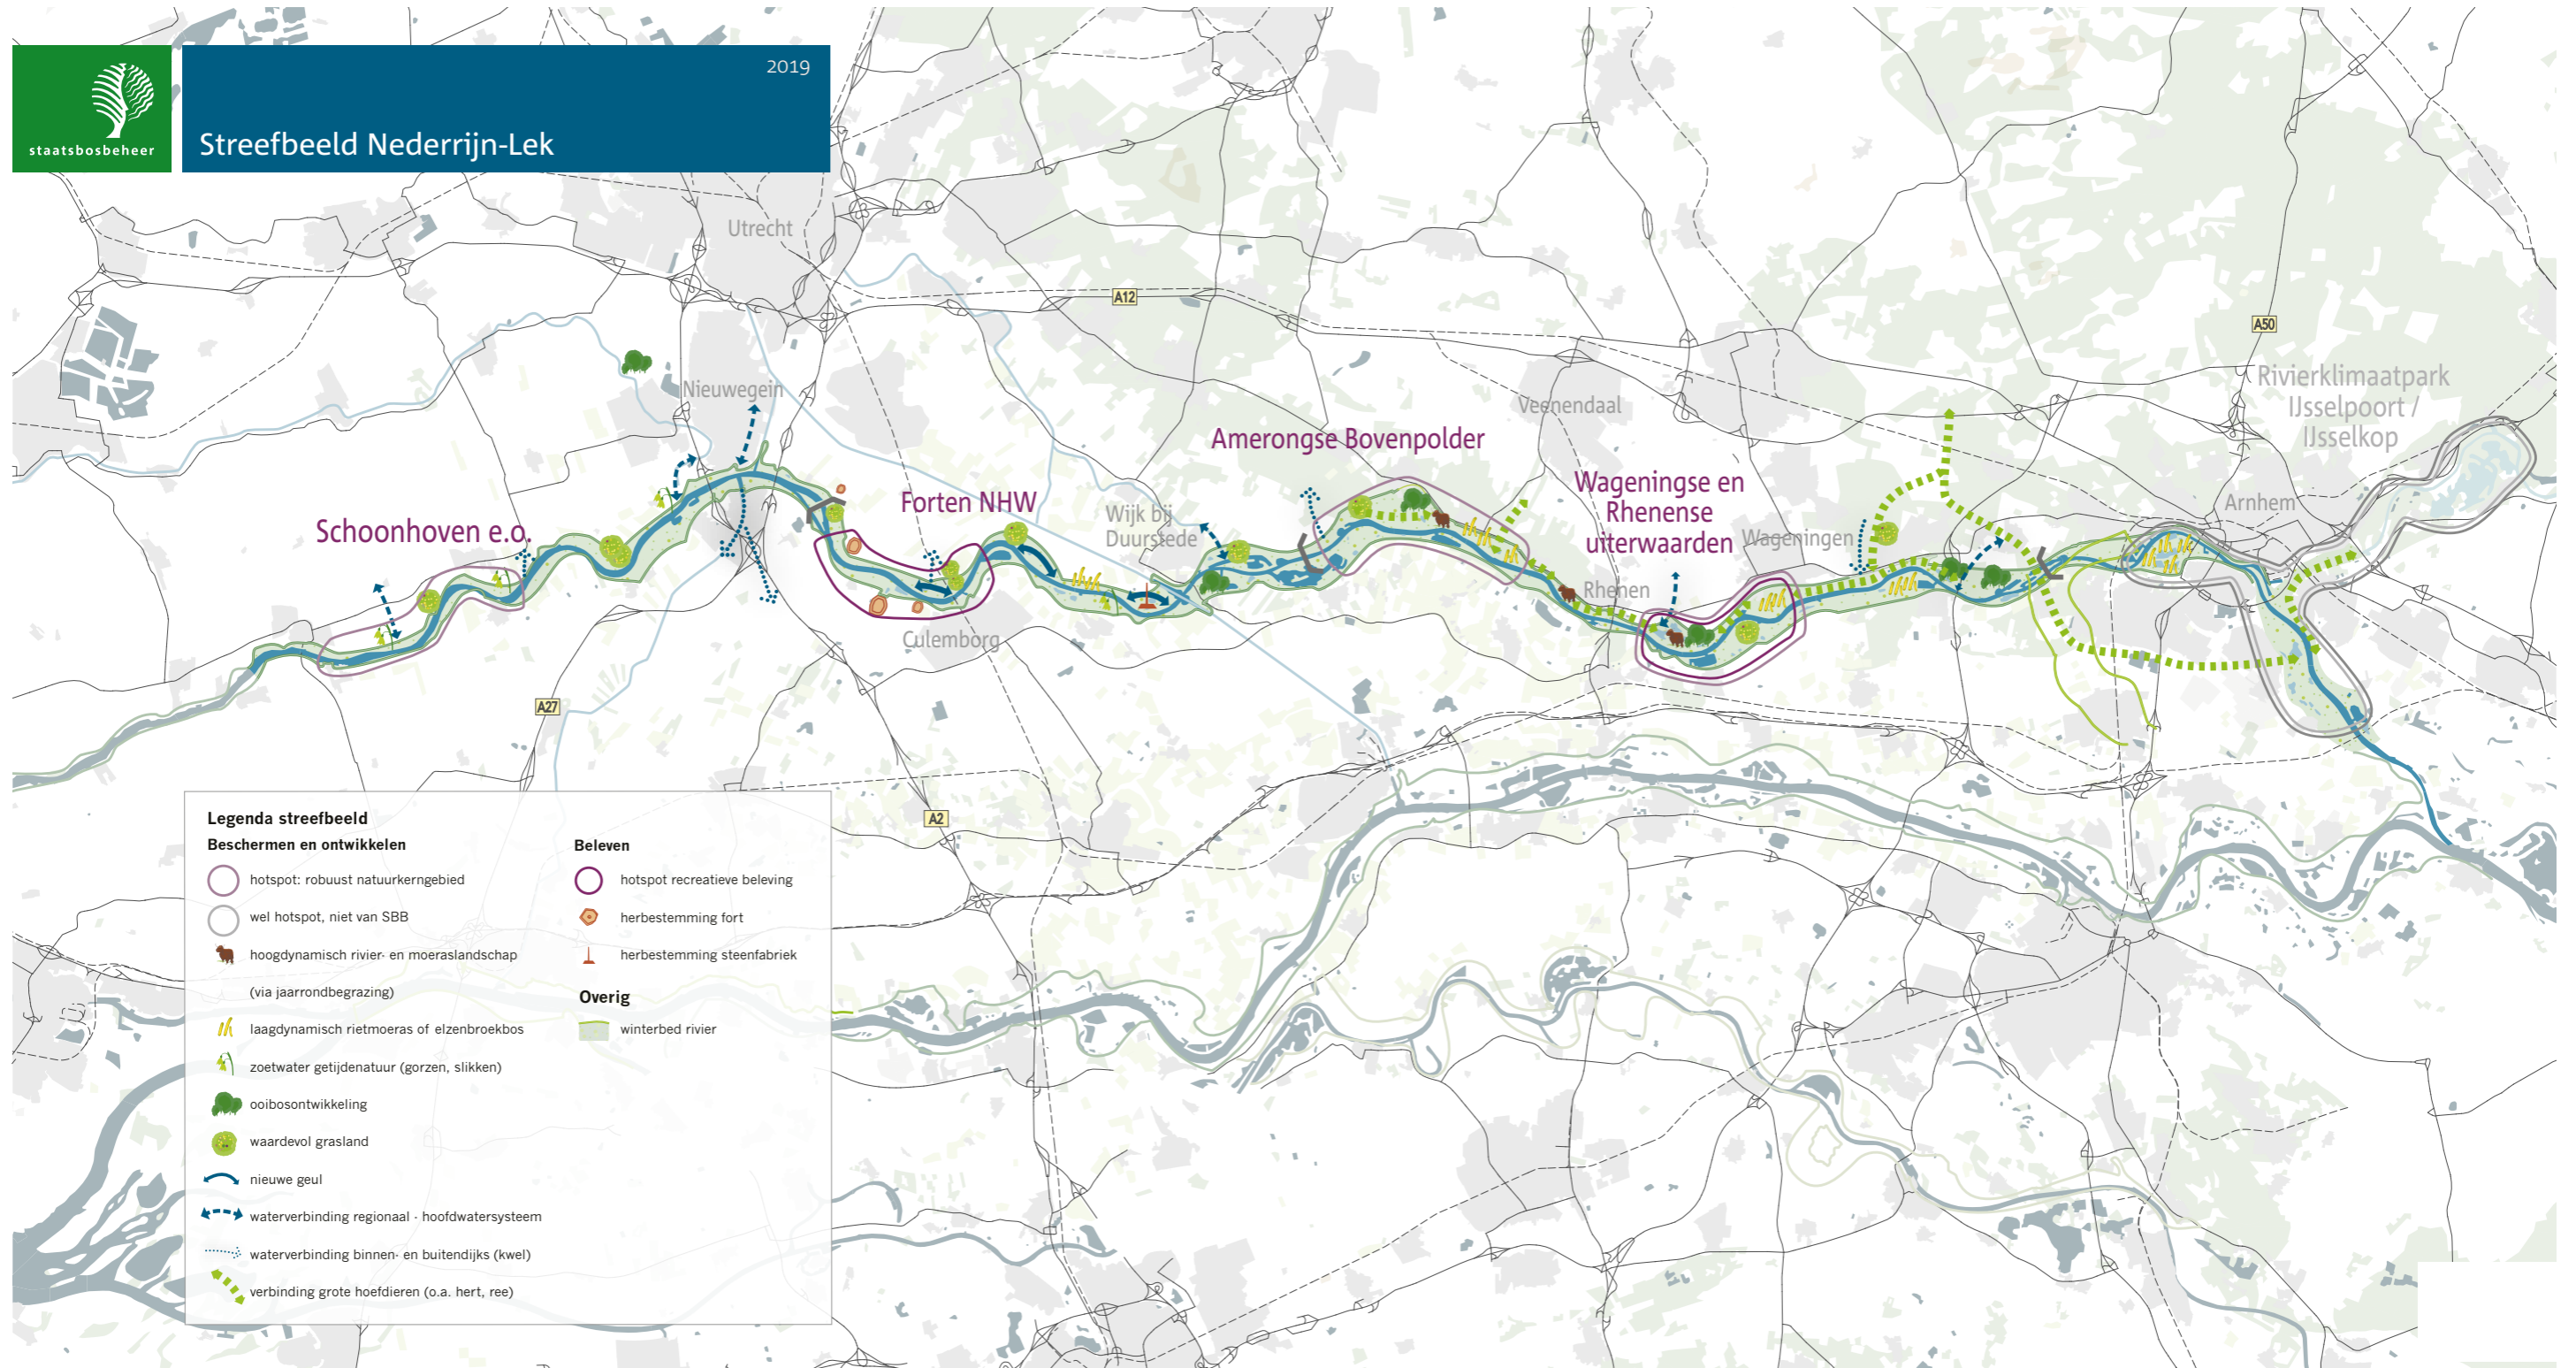 staatsbosbeheer
2019
Streefbeeld Nederrijn-Lek
Utrecht
A12
A50
Nieuwegein
Rivierklimaatpark
IJsselpoort /
IJsselkop
Veenendaal
Amerongse Bovenpolder
Arnhem
Forten NHW
Wageningse en
Rhenense
uiterwaarden
Wijk bij
Duurstede
Wageningen
Schoonhoven e.o.
Rhenen
Culemborg
A27
A2
Legenda streefbeeld
Beschermen en ontwikkelen
hotspot: robuust natuurkerngebied
wel hotspot, niet van SBB
hoogdynamisch rivier- en moeraslandschap
(via jaarrondbegrazing)
laagdynamisch rietmoeras of elzenbroekbos
zoetwater getijdenatuur (gorzen, slikken)
ooibosontwikkeling
waardevol grasland
nieuwe geul
waterverbinding regionaal - hoofdwatersysteem
waterverbinding binnen- en buitendijks (kwel)
verbinding grote hoefdieren (o.a. hert, ree)
Beleven
hotspot recreatieve beleving
herbestemming fort
herbestemming steenfabriek
Overig
winterbed rivier